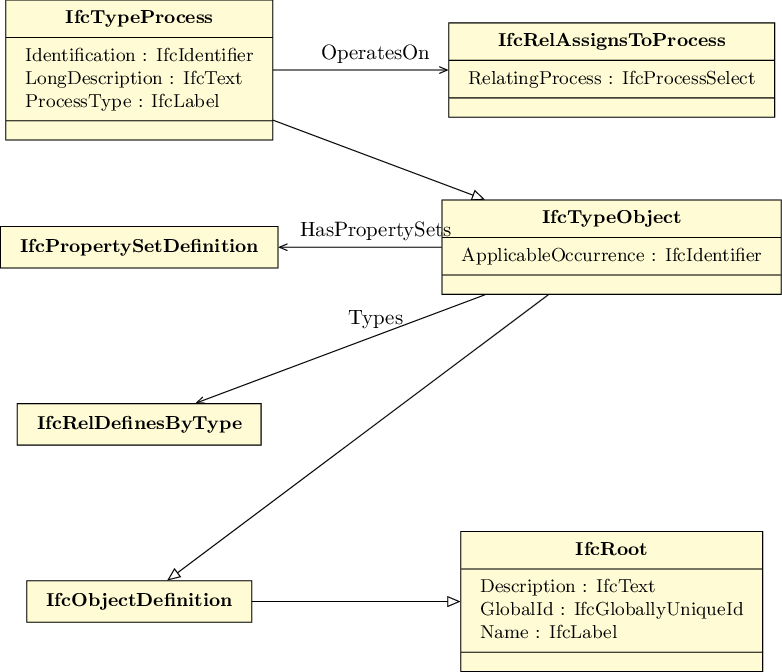 IfcTypeProcess
Identification : IfcIdentifier
LongDescription : IfcText
ProcessType : IfcLabel
OperatesOn
IfcRelAssignsToProcess
RelatingProcess : IfcProcessSelect
IfcPropertySetDefinition
HasPropertySets
IfcTypeObject
ApplicableOccurrence : IfcIdentifier
Types
IfcRelDefinesByType
IfcObjectDefinition
IfcRoot
Description : IfcText
GlobalId : IfcGloballyUniqueId
Name : IfcLabel